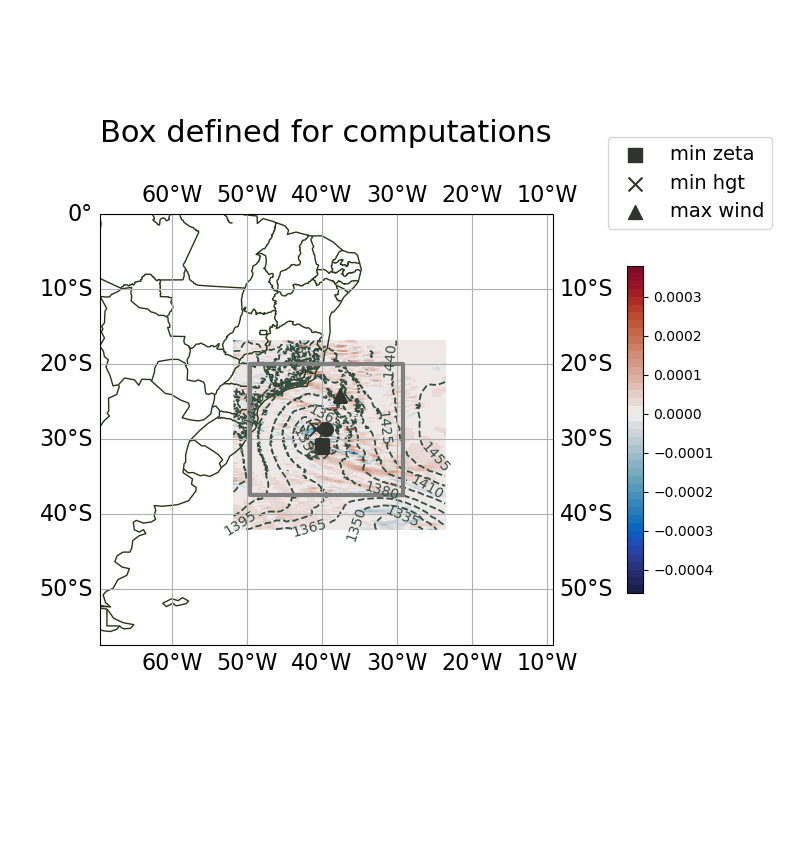 Box defined for computations
min zeta
min hgt
max wind
60°W 50°W 40°W 30°W 20°W 10°W
0°
10°S 10°S
20°S 20°S
30°S 30°S
40°S 40°S
50°S 50°S
60°W 50°W 40°W 30°W 20°W 10°W
1440
1425
1455
1380
1410
1395
1365
1350
1335
0.0003
0.0002
0.0001
0.0000
−0.0001
−0.0002
−0.0003
−0.0004